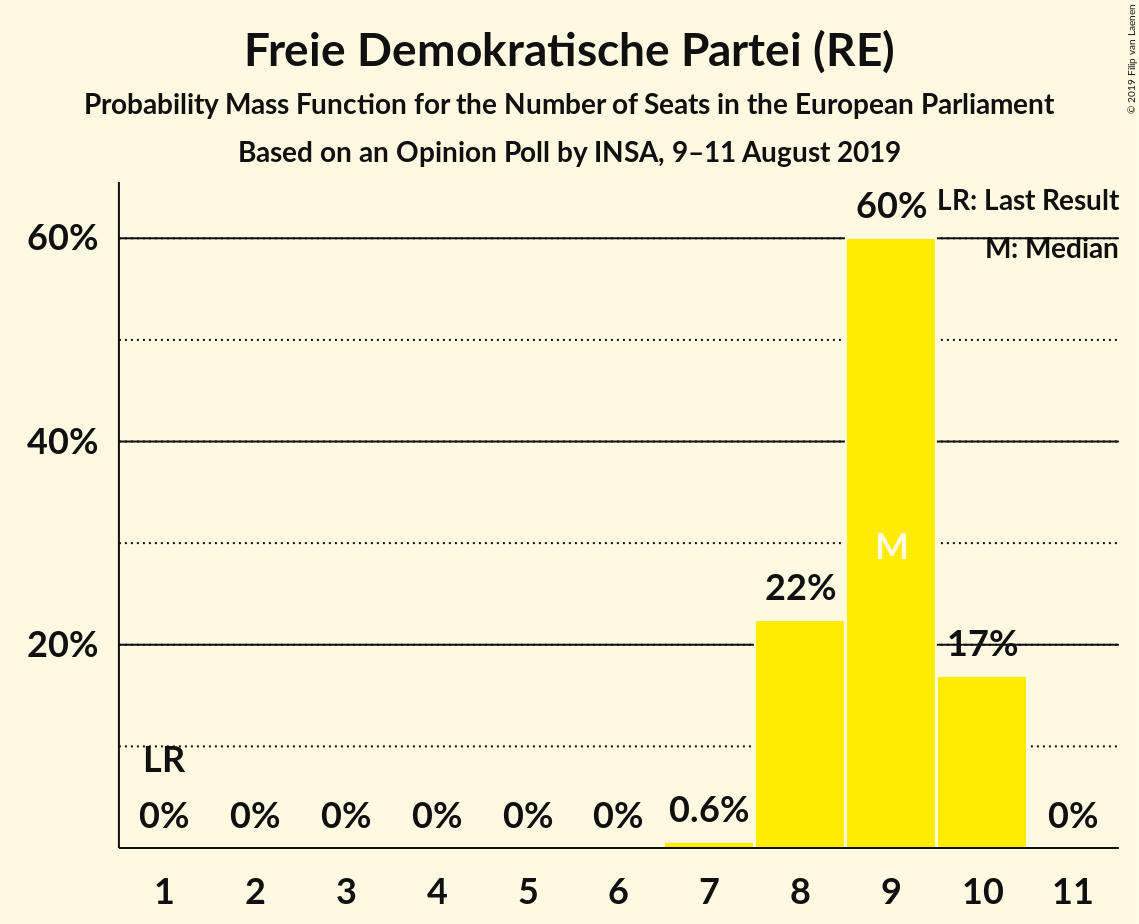 Freie Demokratische Partei (RE)
Probability Mass Function for the Number of Seats in the European Parliament
Based on an Opinion Poll by INSA, 9–11 August 2019
© 2019 Filip van Laenen
LR: Last Result
M: Median
60%
40%
20%
LR
0%
0%
0%
0%
0%
0%
0.6%
22%
60%
M
17%
0%
1 2 3 4 5 6 7 8 9 10 11